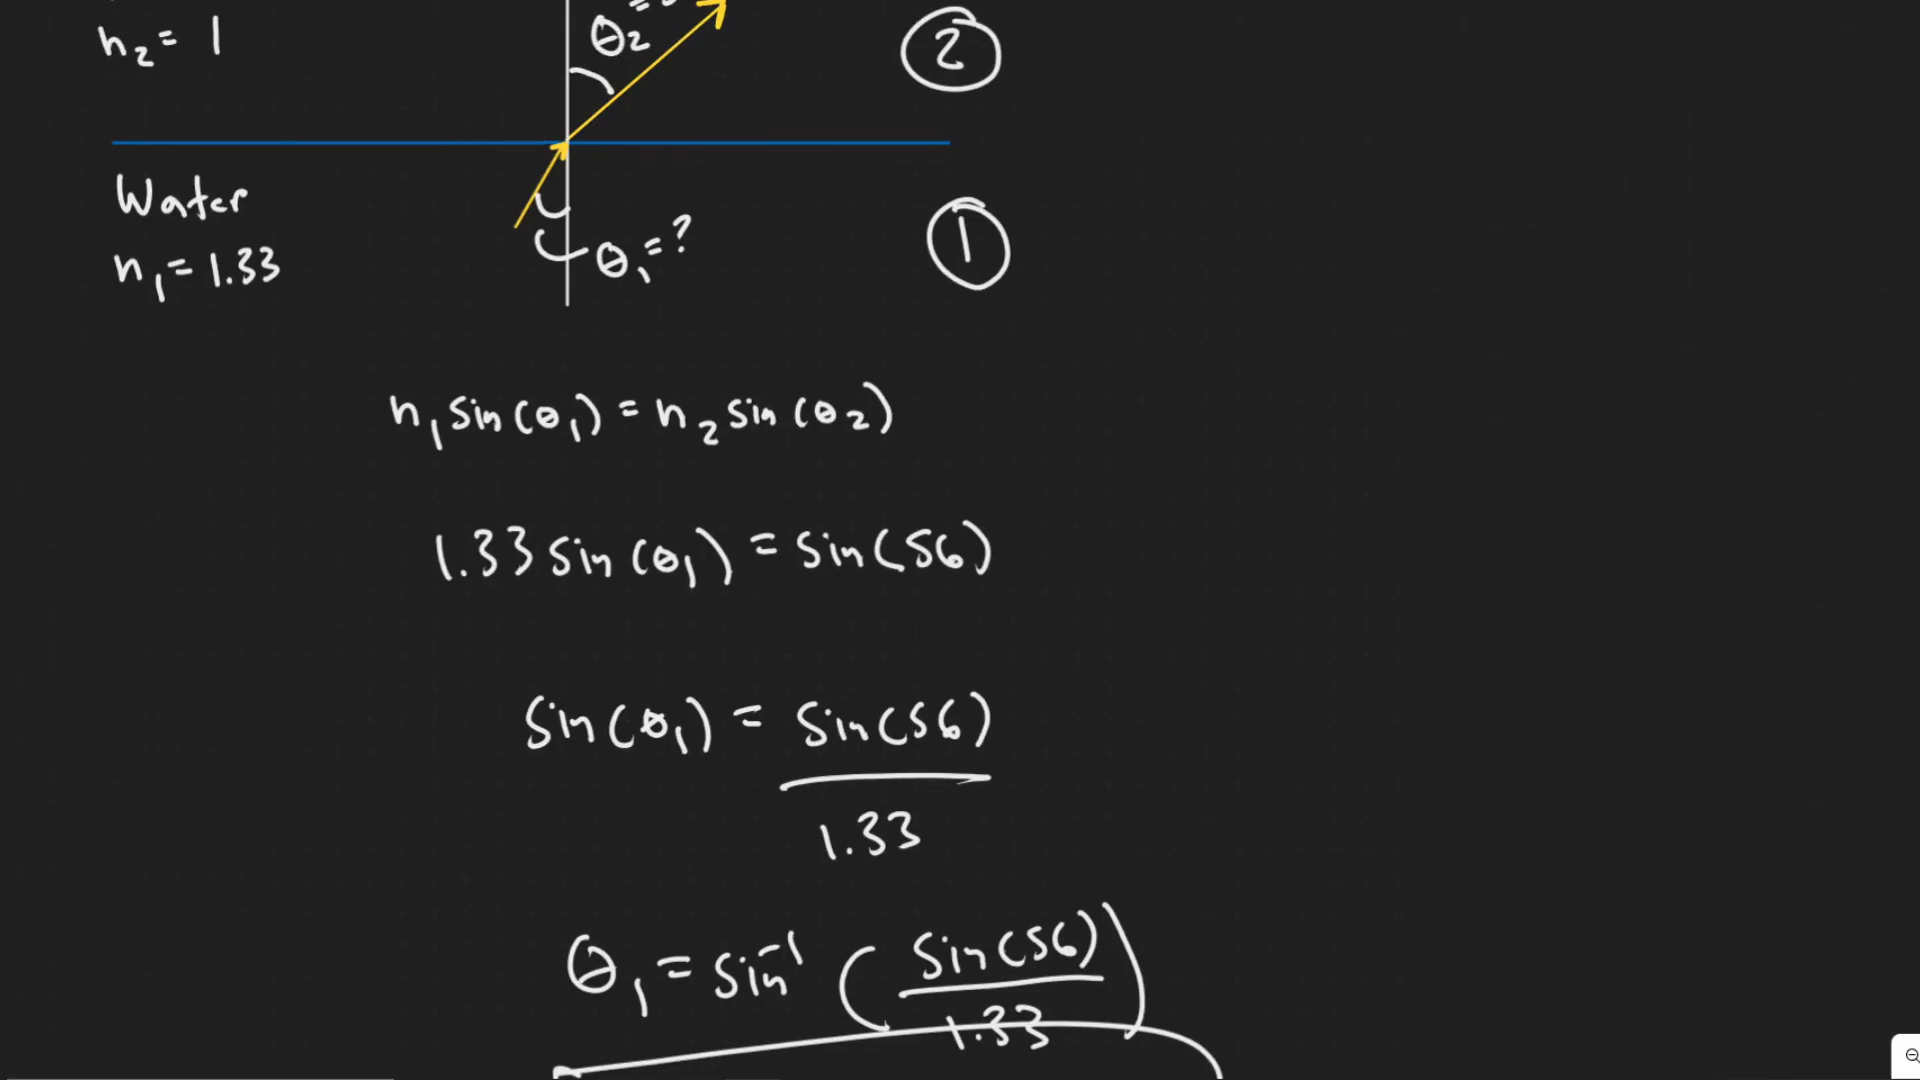 θ₂ =
n₂ = 1
2
Water
n₁ = 1.33
θ₁ = ?
1
n₁ sin(θ₁) = n₂ sin(θ₂)
1.33 sin(θ₁) = sin(56)
sin(θ₁) = sin(56)
1.33
θ₁ = sin⁻¹ ( sin(56)
1.33 )